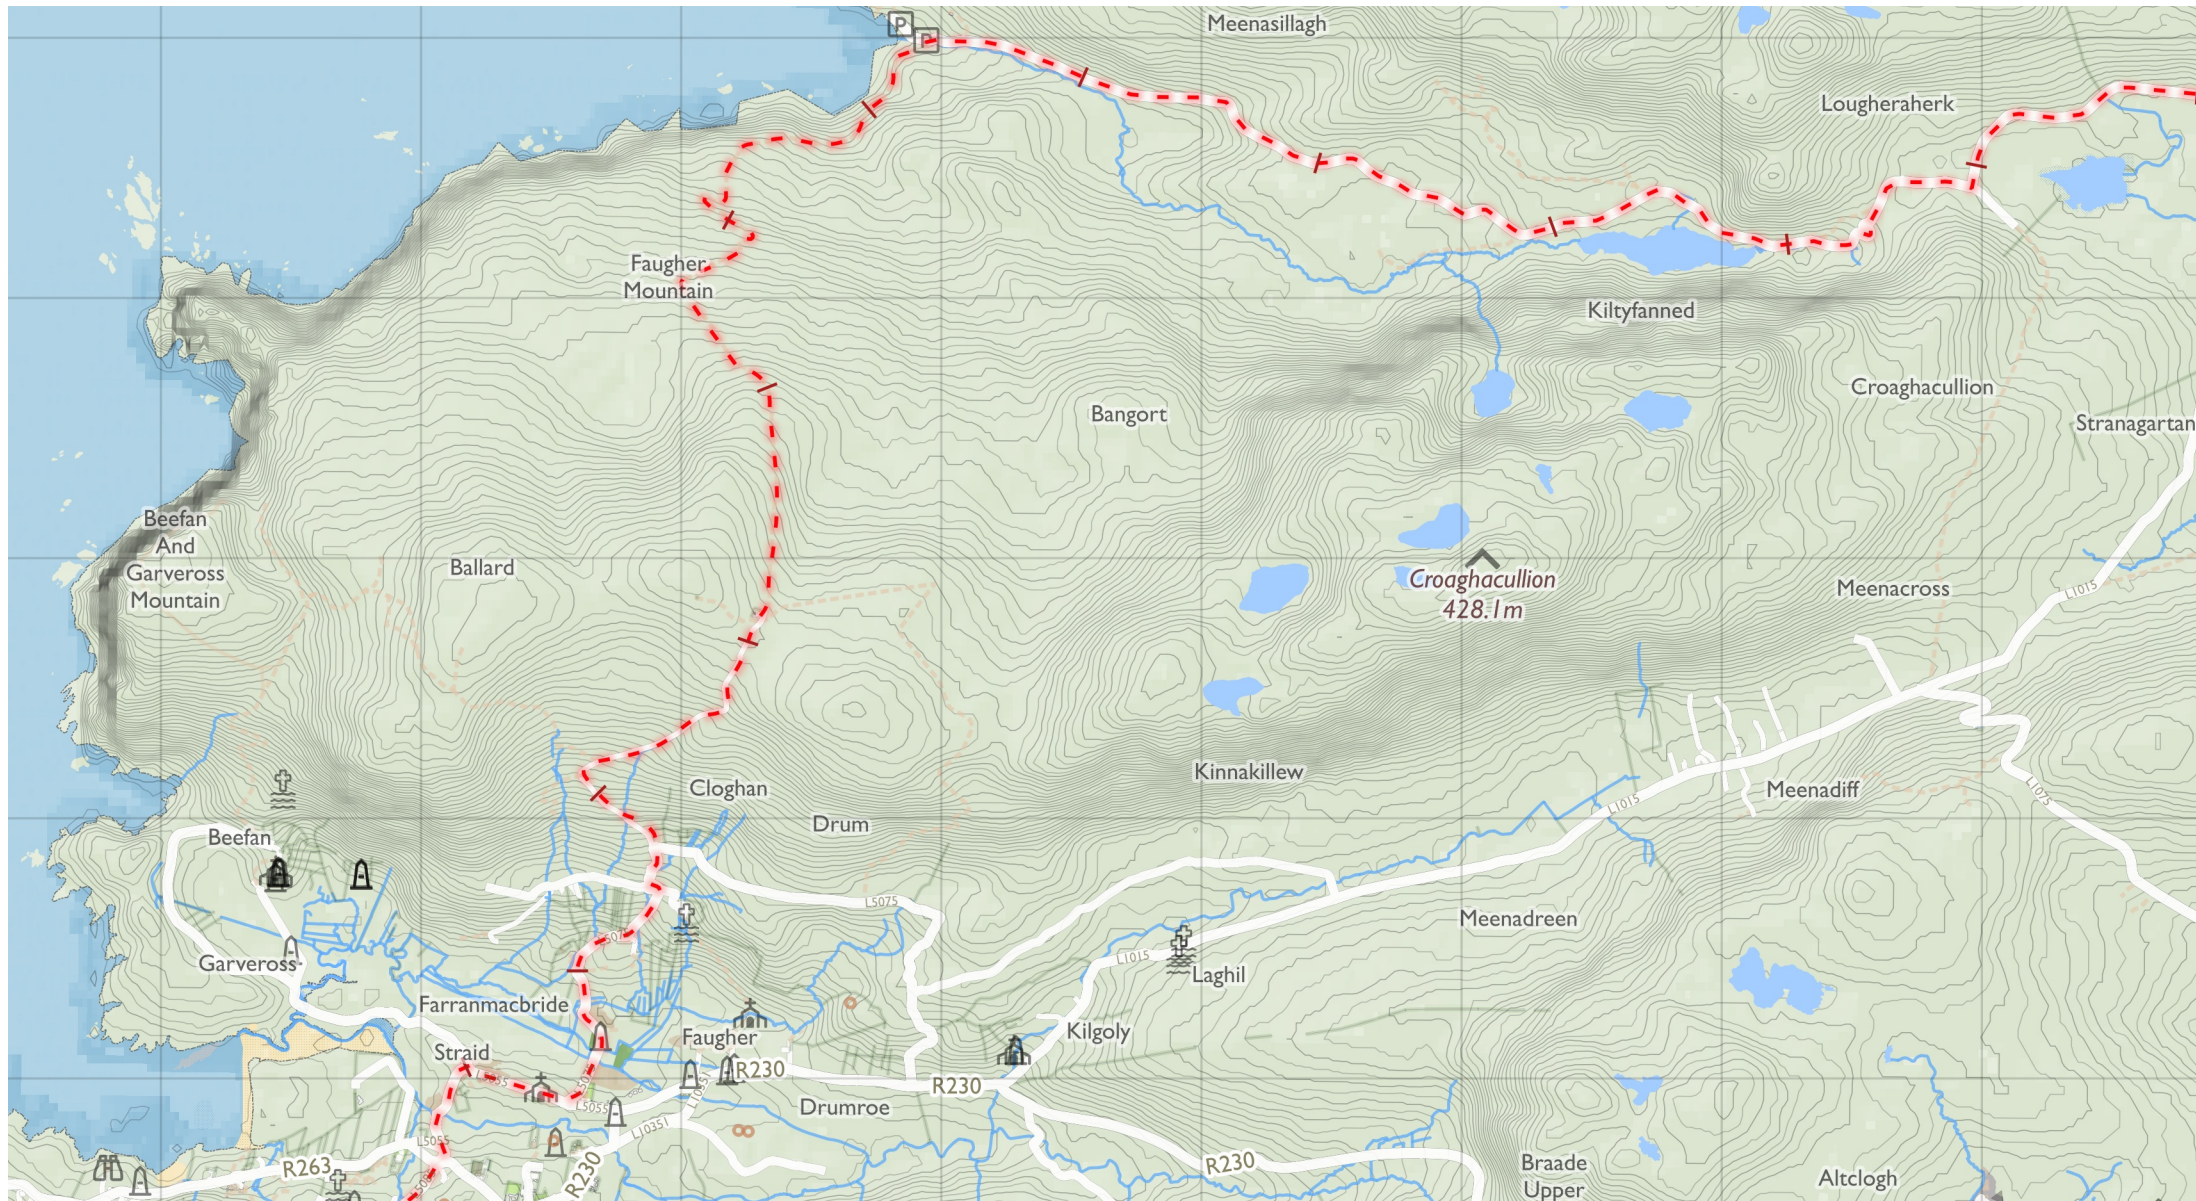 P
P
Meenasillagh
Lougheraherk
Faugher
Mountain
Kiltyfanned
Croaghacullion
Bangort
Stranagartan
Beefan
And
Garveross
Mountain
Ballard
Croaghacullion
428.1m
Meenacross
L1015
Kinnakillew
Cloghan
Meenadiff
L1075
L1015
Drum
Beefan
L5075
Meenadreen
Garveross
L1015
Laghil
Farranmacbride
Faugher
Kilgoly
Straid
L5055
R230
R230
L5055
L10351
Drumroe
L10351
L5055
R263
R230
R230
Braade
Upper
Altclogh